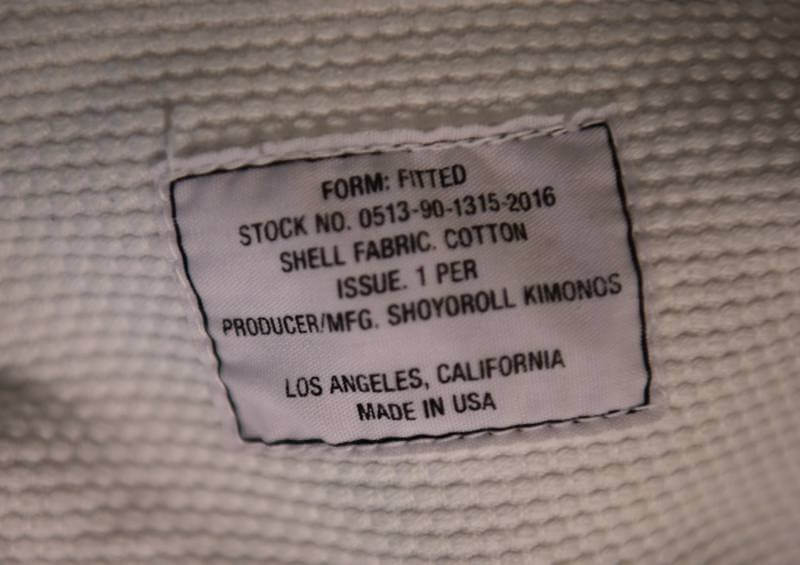 FORM: FITTED
STOCK NO. 0513-90-1315-2016
SHELL FABRIC. COTTON
ISSUE. 1 PER
PRODUCER/MFG. SHOYOROLL KIMONOS
LOS ANGELES, CALIFORNIA
MADE IN USA